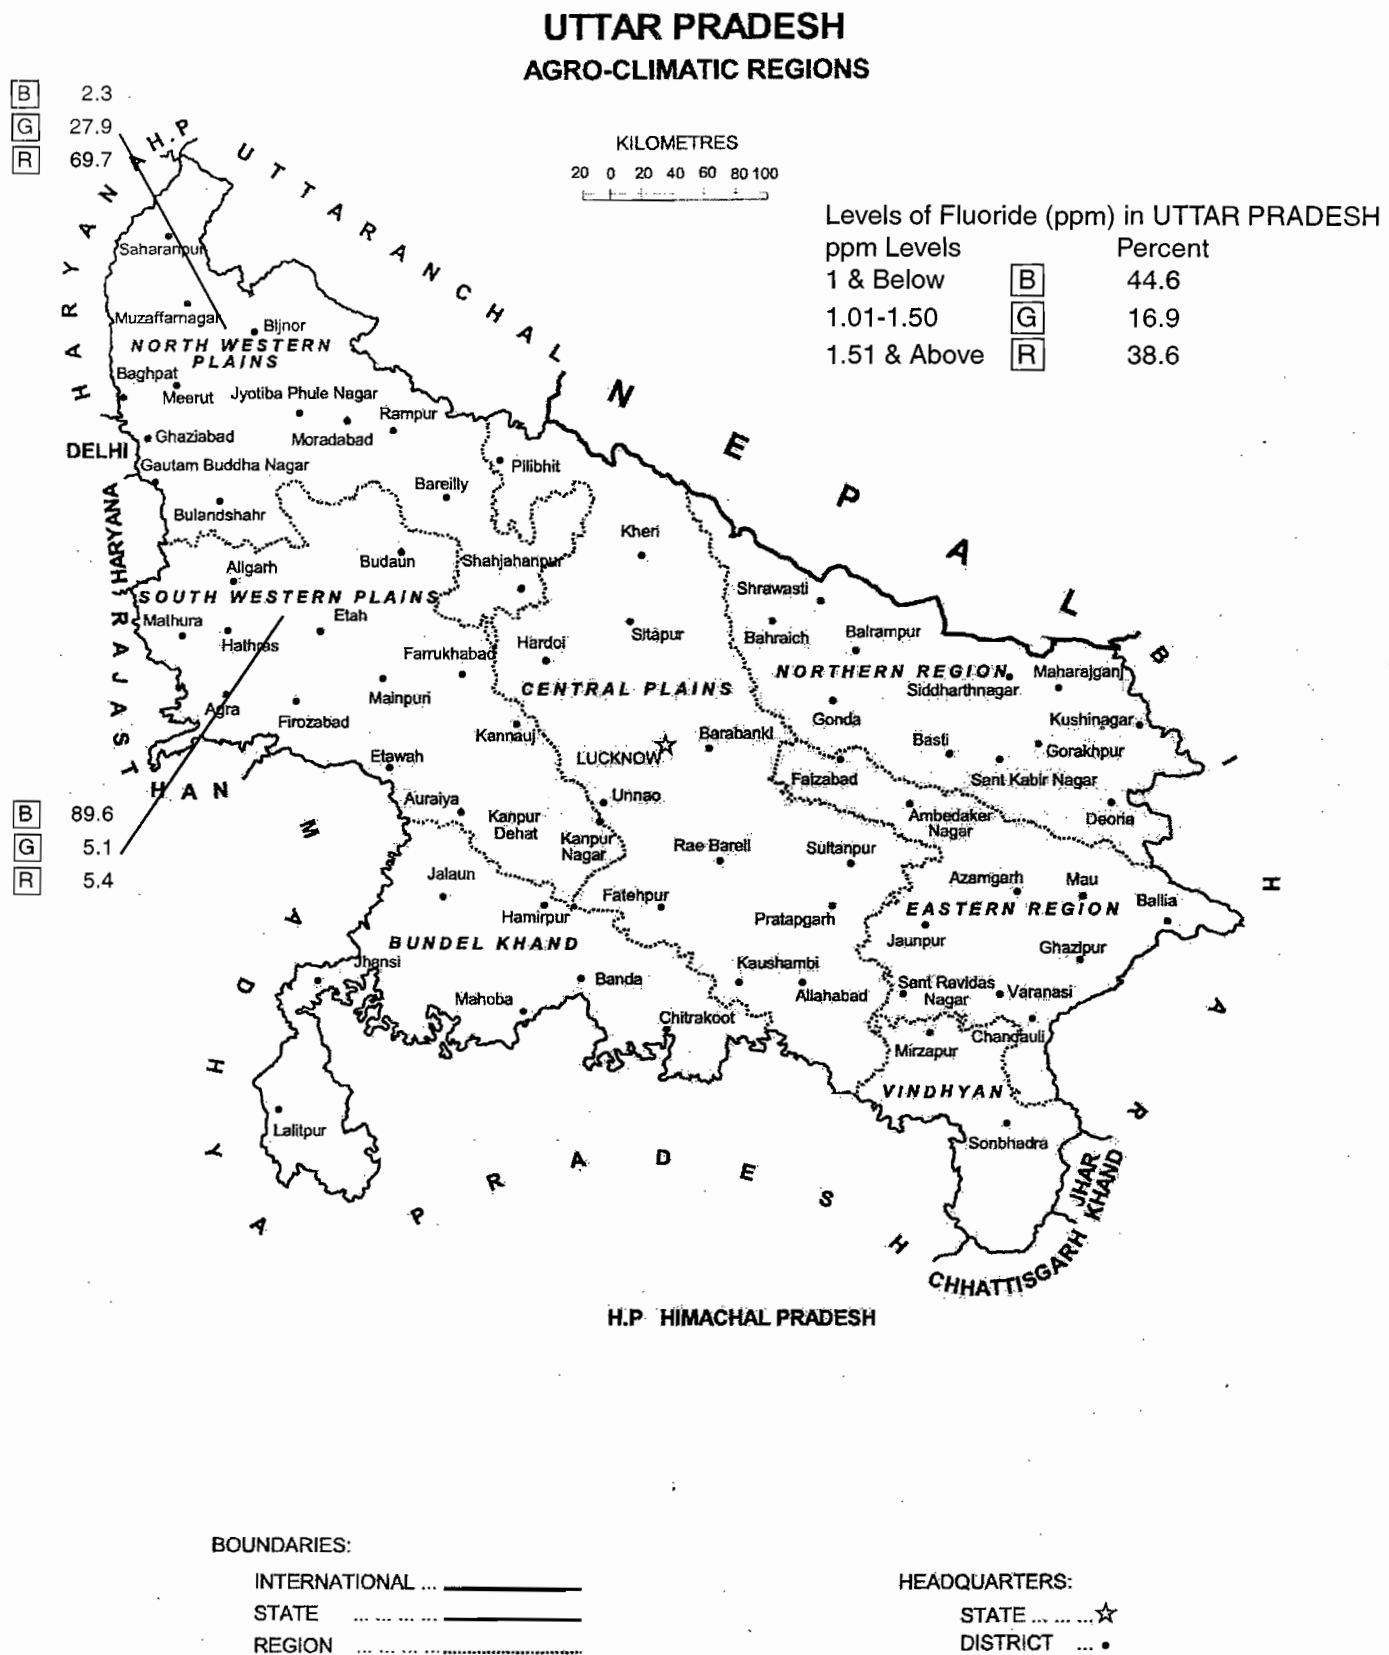 UTTAR PRADESH
AGRO-CLIMATIC REGIONS
B 2.3
G 27.9
R 69.7
KILOMETRES
20 0 20 40 60 80 100
Levels of Fluoride (ppm) in UTTAR PRADESH
ppm Levels Percent
1 & Below B 44.6
1.01-1.50 G 16.9
1.51 & Above R 38.6
H.P
UTTARANCHAL
HARYANA
NEPAL
Saharanpur
Muzaffarnagar
Bijnor
NORTH WESTERN
PLAINS
Baghpat
Meerut
Jyotiba Phule Nagar
Rampur
Moradabad
Ghaziabad
DELHI
Gautam Buddha Nagar
Pilibhit
Bareilly
Bulandshahr
HARYANA
Kheri
Aligarh
Budaun
Shahjahanpur
Shrawasti
SOUTH WESTERN PLAINS
Mathura
Etah
Hathras
Farrukhabad
Hardoi
Sitapur
Bahraich
Balrampur
NORTHERN REGION
Maharajganj
Siddharthnagar
CENTRAL PLAINS
Mainpuri
Agra
Firozabad
Kannauj
Gonda
Kushinagar
Barabanki
Basti
Gorakhpur
LUCKNOW
Etawah
Faizabad
Sant Kabir Nagar
RAJASTHAN
BIHAR
B 89.6
G 5.1
R 5.4
Auraiya
Unnao
Kanpur
Dehat
Kanpur
Nagar
Ambedaker
Nagar
Deoria
Rae Bareli
Sultanpur
Jalaun
Azamgarh
Mau
Ballia
Fatehpur
Hamirpur
Pratapgarh
EASTERN REGION
BUNDEL KHAND
Jaunpur
Ghazipur
Jhansi
Kaushambi
Banda
Allahabad
Sant Ravidas
Nagar
Varanasi
Mahoba
Chitrakoot
Chandauli
Mirzapur
VINDHYAN
Lalitpur
Sonbhadra
MADHYA PRADESH
JHAR
KHAND
CHHATTISGARH
H.P HIMACHAL PRADESH
BOUNDARIES:
INTERNATIONAL ...
STATE ... ... ... ...
REGION ... ... ... ...
HEADQUARTERS:
STATE ... ... ...
DISTRICT ...